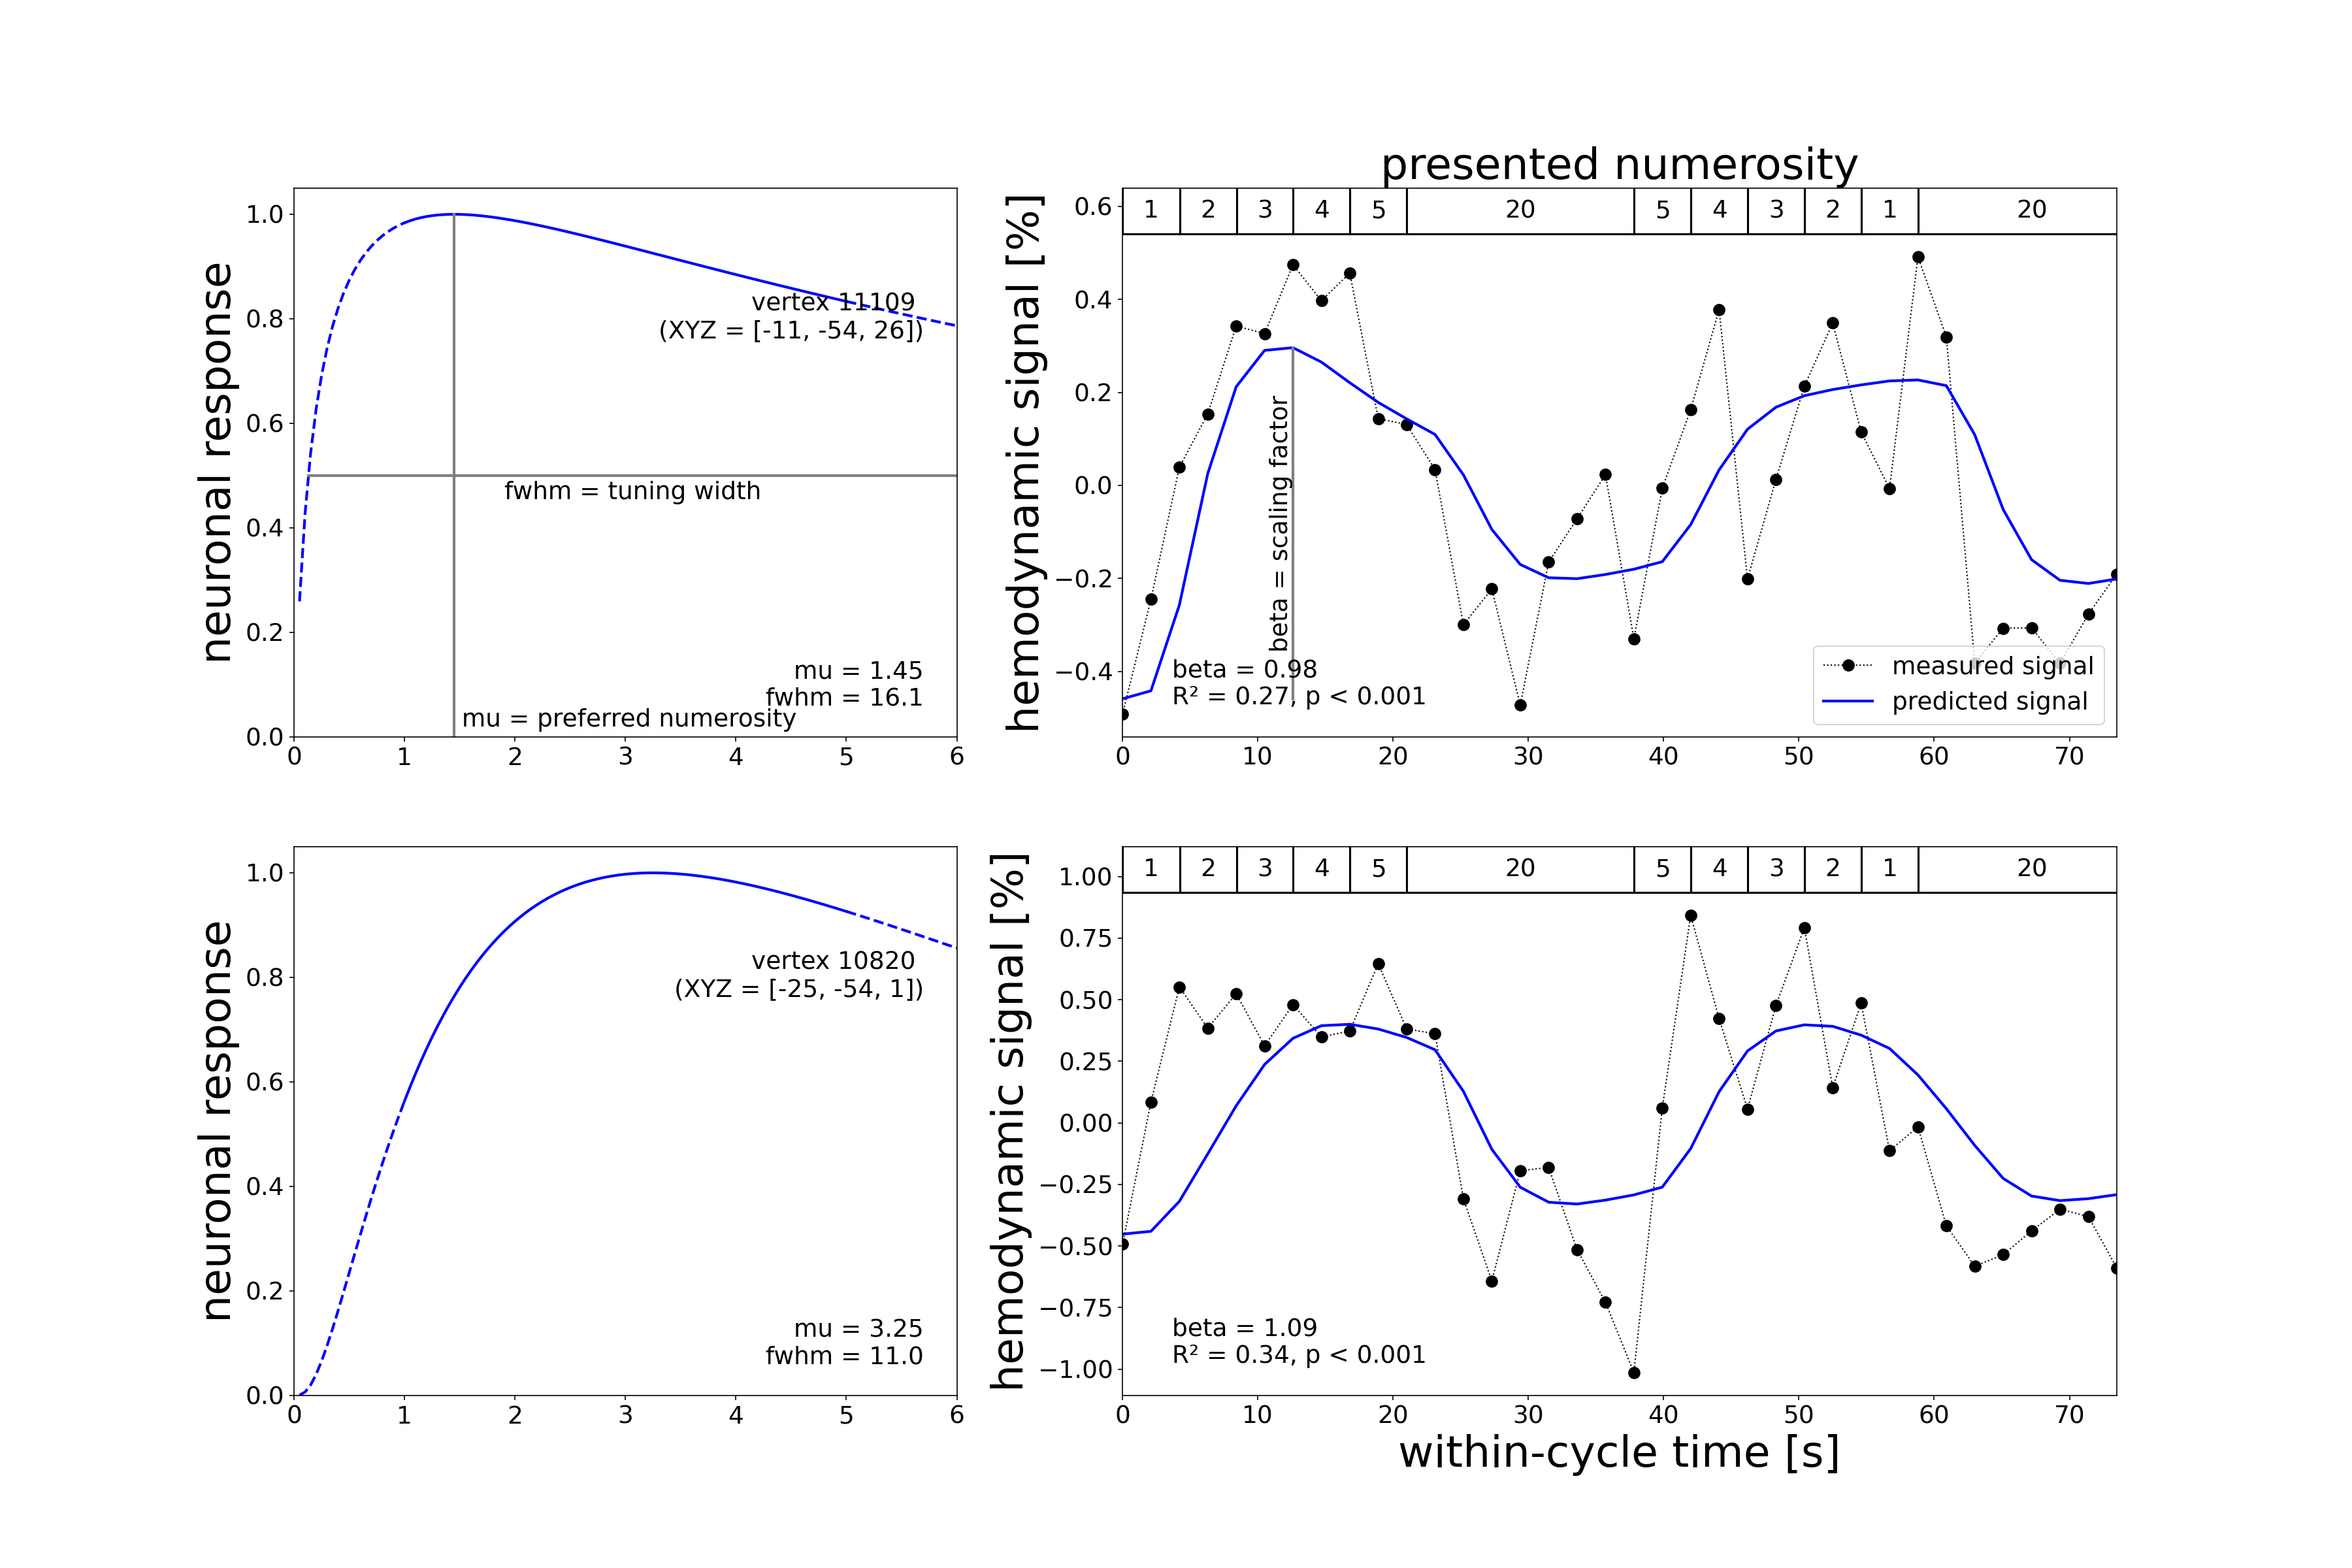 presented numerosity
neuronal response
1.0
0.8
0.6
0.4
0.2
0.0
0 1 2 3 4 5 6
vertex 11109
(XYZ = [-11, -54, 26])
fwhm = tuning width
mu = 1.45
fwhm = 16.1
mu = preferred numerosity
hemodynamic signal [%]
0.6
0.4
0.2
0.0
−0.2
−0.4
1 2 3 4 5 20 5 4 3 2 1 20
beta = scaling factor
beta = 0.98
R² = 0.27, p < 0.001
measured signal
predicted signal
0 10 20 30 40 50 60 70
neuronal response
1.0
0.8
0.6
0.4
0.2
0.0
0 1 2 3 4 5 6
vertex 10820
(XYZ = [-25, -54, 1])
mu = 3.25
fwhm = 11.0
hemodynamic signal [%]
1.00
0.75
0.50
0.25
0.00
−0.25
−0.50
−0.75
−1.00
1 2 3 4 5 20 5 4 3 2 1 20
beta = 1.09
R² = 0.34, p < 0.001
0 10 20 30 40 50 60 70
within-cycle time [s]